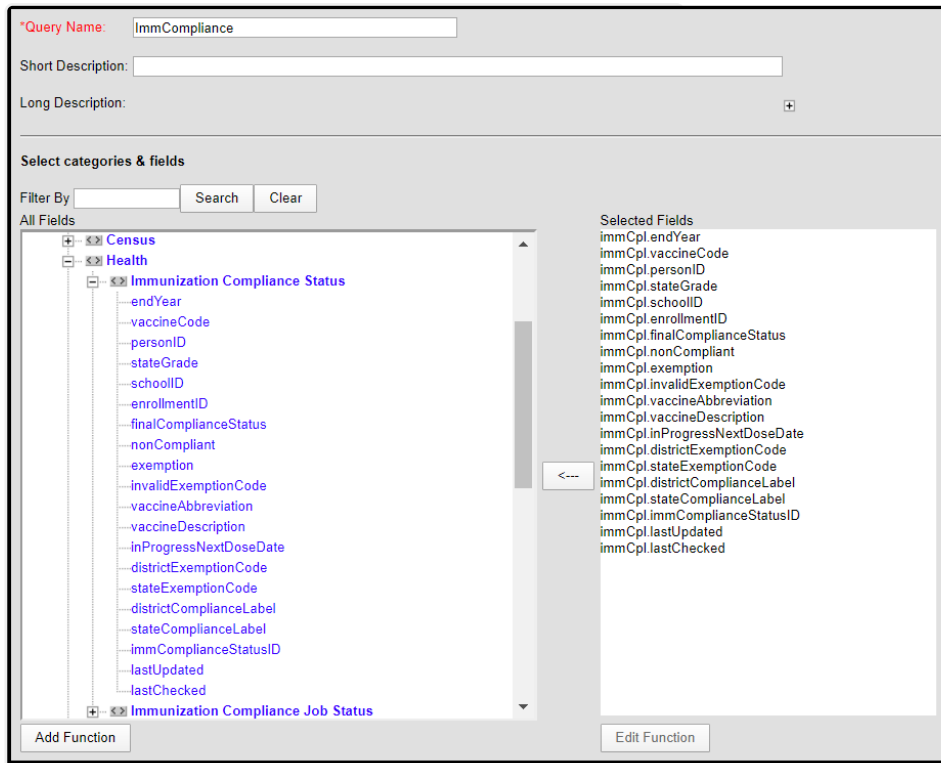 *Query Name: ImmCompliance
Short Description:
Long Description:
Select categories & fields
Filter By Search Clear
All Fields
Census
Health
Immunization Compliance Status
endYear
vaccineCode
personID
stateGrade
schoolID
enrollmentID
finalComplianceStatus
nonCompliant
exemption
invalidExemptionCode
vaccineAbbreviation
vaccineDescription
inProgressNextDoseDate
districtExemptionCode
stateExemptionCode
districtComplianceLabel
stateComplianceLabel
immComplianceStatusID
lastUpdated
lastChecked
Immunization Compliance Job Status
Add Function
<---
Selected Fields
immCpl.endYear
immCpl.vaccineCode
immCpl.personID
immCpl.stateGrade
immCpl.schoolID
immCpl.enrollmentID
immCpl.finalComplianceStatus
immCpl.nonCompliant
immCpl.exemption
immCpl.invalidExemptionCode
immCpl.vaccineAbbreviation
immCpl.vaccineDescription
immCpl.inProgressNextDoseDate
immCpl.districtExemptionCode
immCpl.stateExemptionCode
immCpl.districtComplianceLabel
immCpl.stateComplianceLabel
immCpl.immComplianceStatusID
immCpl.lastUpdated
immCpl.lastChecked
Edit Function